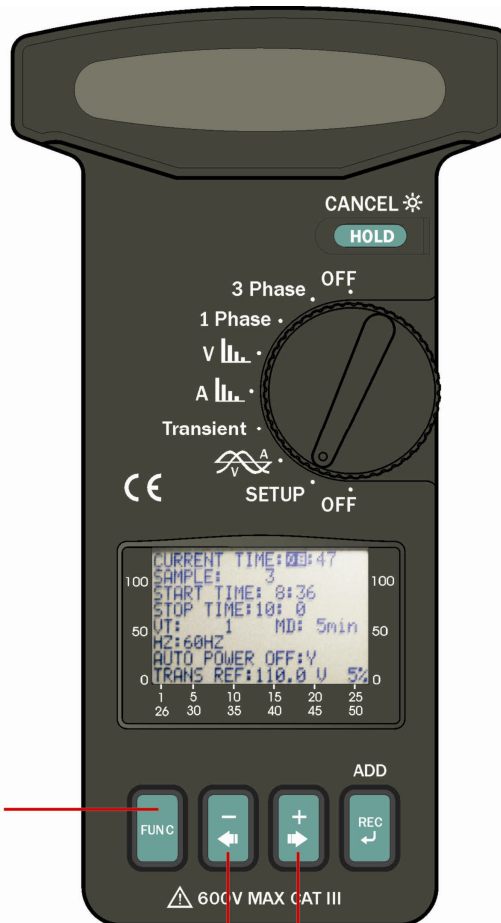 CANCEL
HOLD
OFF
3 Phase
1 Phase
V
A
Transient
A
V
CE
SETUP
OFF
CURRENT TIME:08:47
SAMPLE: 3
START TIME: 8:36
STOP TIME:10: 0
VT: 1 MD: 5min
HZ:60HZ
AUTO POWER OFF:Y
TRANS REF:110.0 V 5%
100 100
50 50
0 0
1 5 10 15 20 25
26 30 35 40 45 50
ADD
FUNC
−
+
REC
600V MAX CAT III